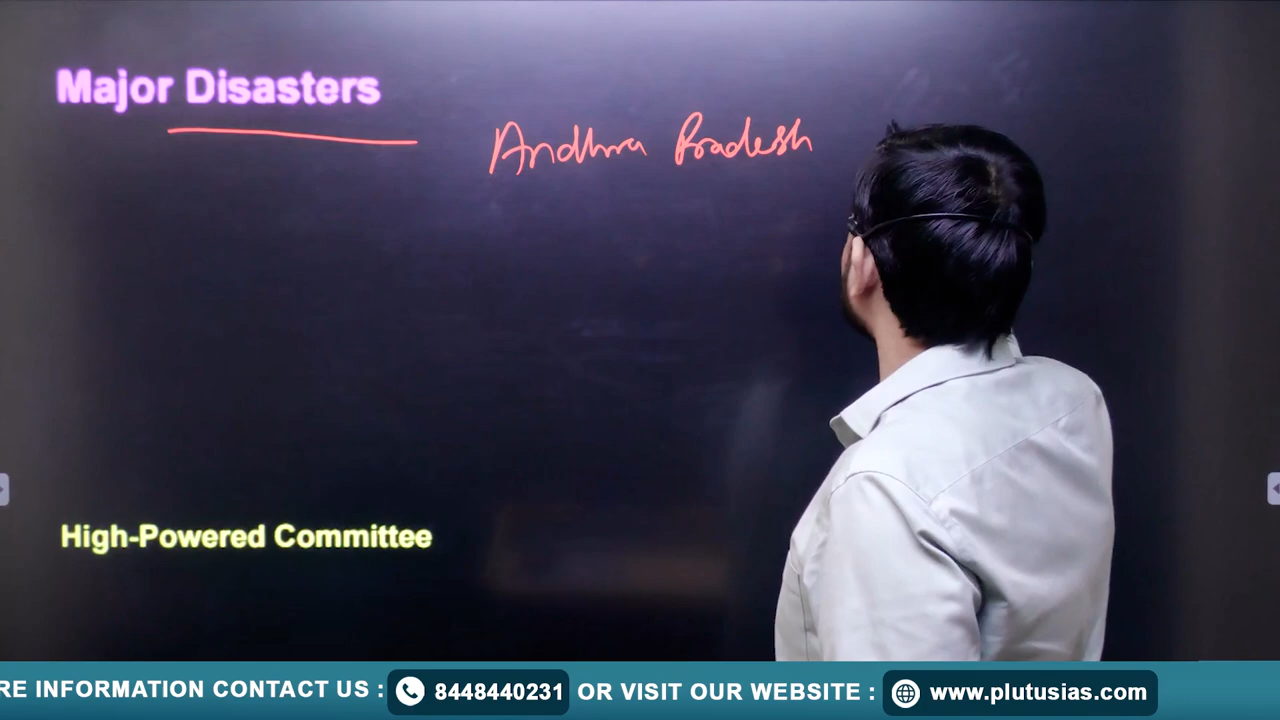 Major Disasters
Andhra Pradesh
High-Powered Committee
RE INFORMATION CONTACT US : 8448440231 OR VISIT OUR WEBSITE : www.plutusias.com